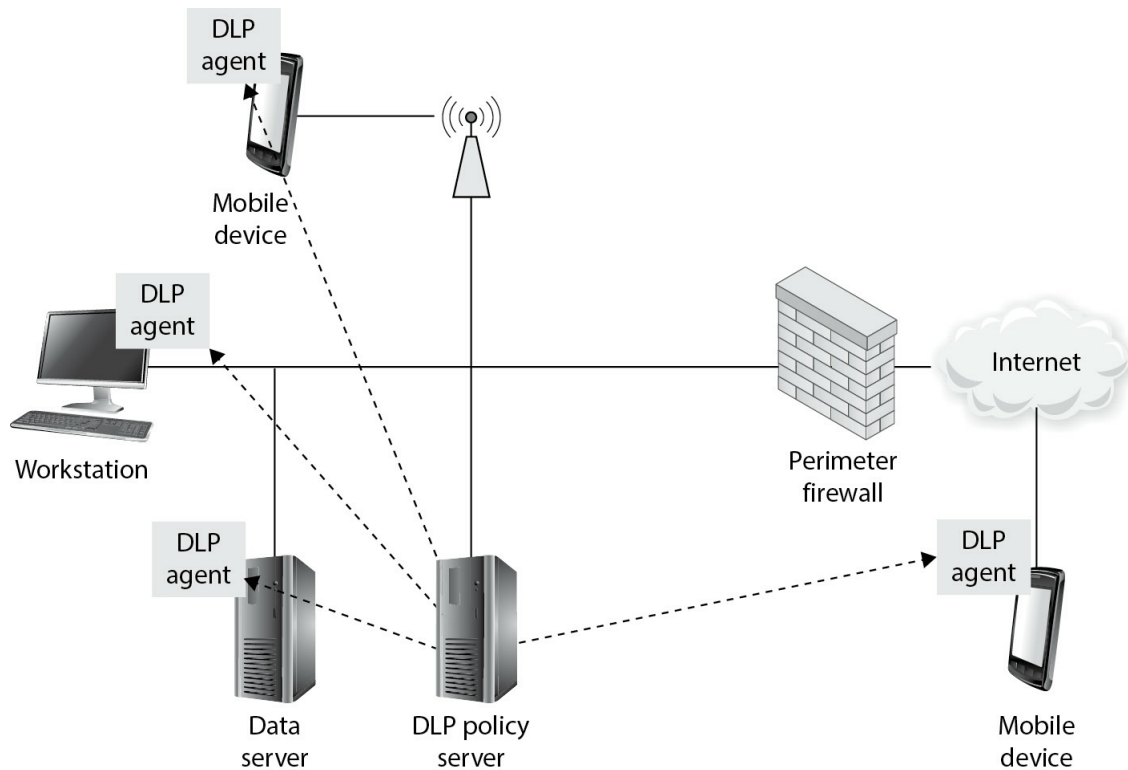 DLP
agent
Mobile
device
DLP
agent
Workstation
Internet
Perimeter
firewall
DLP
agent
Data
server
DLP policy
server
DLP
agent
Mobile
device